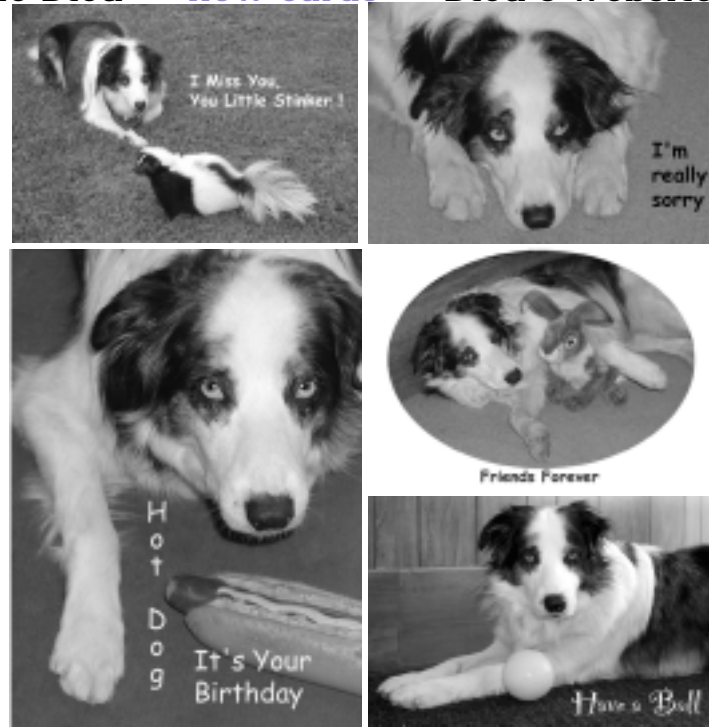 I Miss You,
You Little Stinker !
I'm
really
sorry
Hot Dog
It's Your
Birthday
Friends Forever
Have a Ball